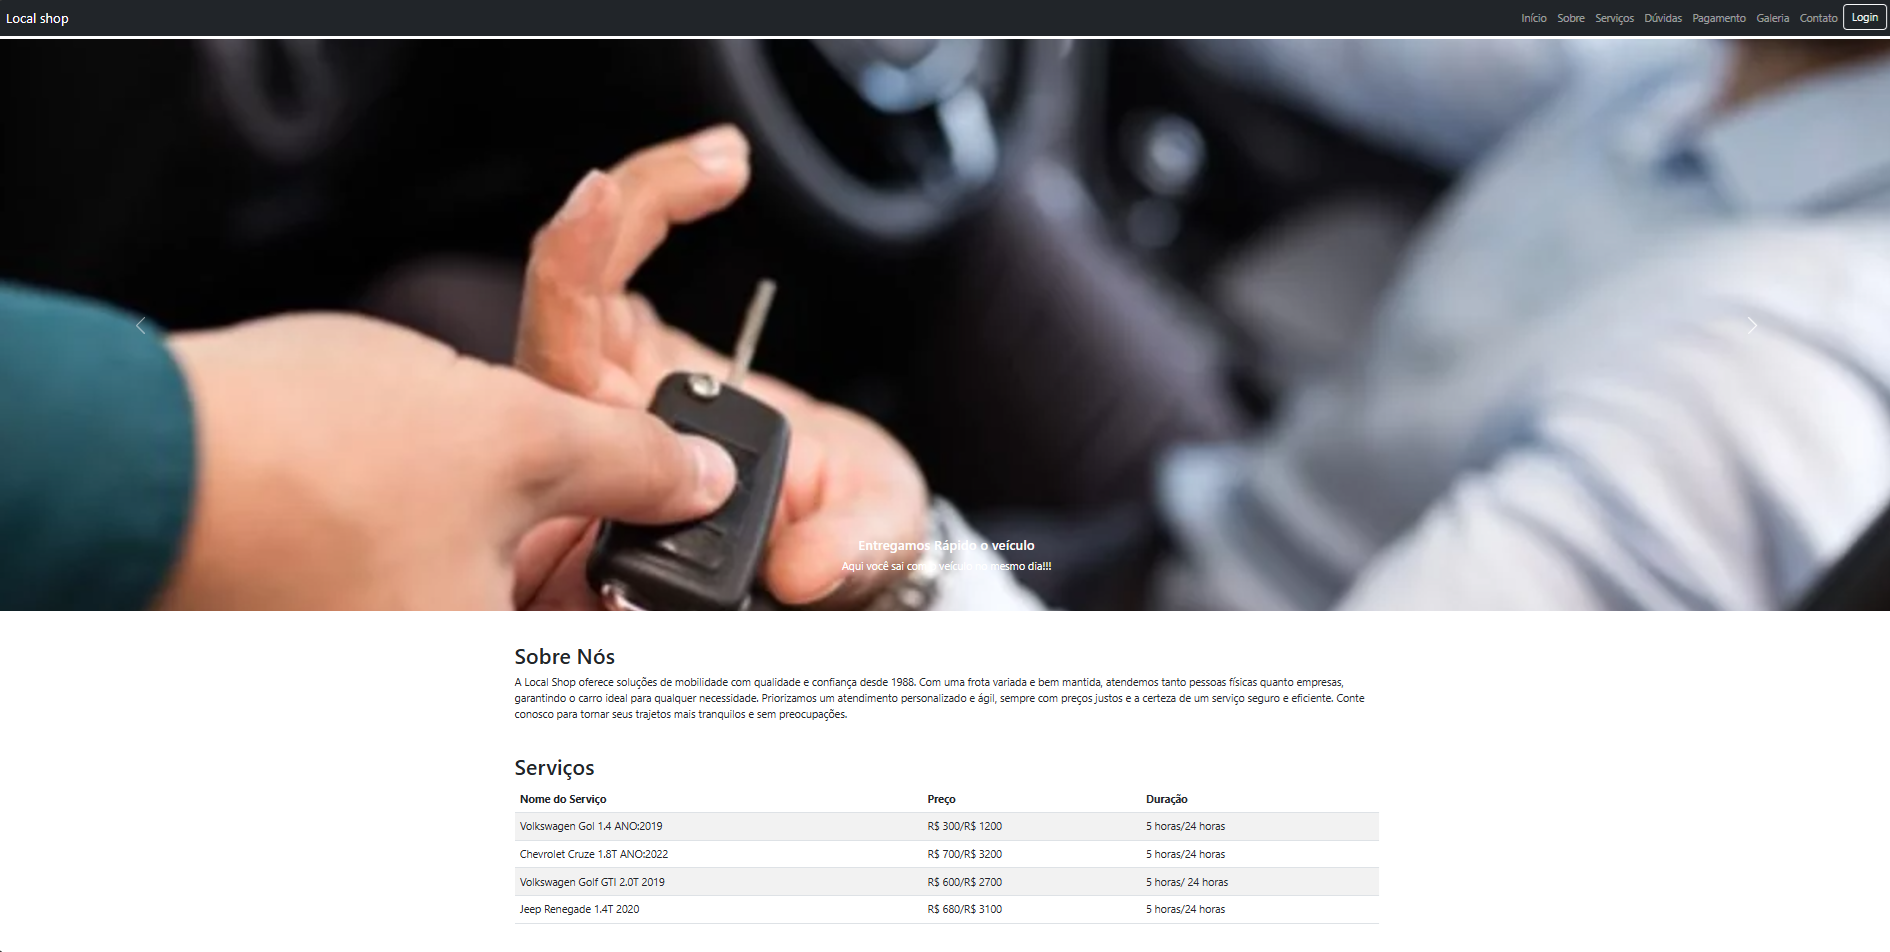 Local shop
Início Sobre Serviços Dúvidas Pagamento Galeria Contato Login
Entregamos Rápido o veículo
Aqui você sai com o veículo no mesmo dia!!!
Sobre Nós
A Local Shop oferece soluções de mobilidade com qualidade e confiança desde 1988. Com uma frota variada e bem mantida, atendemos tanto pessoas físicas quanto empresas,
garantindo o carro ideal para qualquer necessidade. Priorizamos um atendimento personalizado e ágil, sempre com preços justos e a certeza de um serviço seguro e eficiente. Conte
conosco para tornar seus trajetos mais tranquilos e sem preocupações.
Serviços
Nome do Serviço Preço Duração
Volkswagen Gol 1.4 ANO:2019 R$ 300/R$ 1200 5 horas/24 horas
Chevrolet Cruze 1.8T ANO:2022 R$ 700/R$ 3200 5 horas/24 horas
Volkswagen Golf GTI 2.0T 2019 R$ 600/R$ 2700 5 horas/ 24 horas
Jeep Renegade 1.4T 2020 R$ 680/R$ 3100 5 horas/24 horas